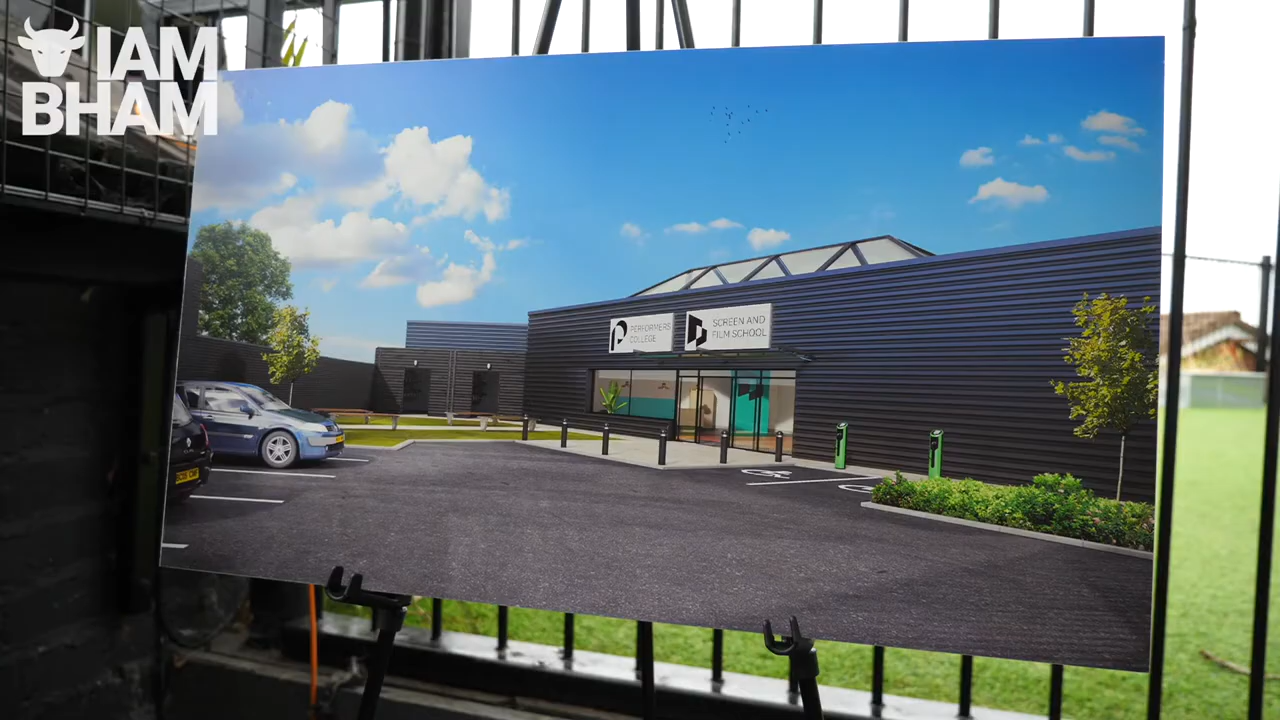 IAM
BHAM
PERFORMERS
COLLEGE
SCREEN AND
FILM SCHOOL